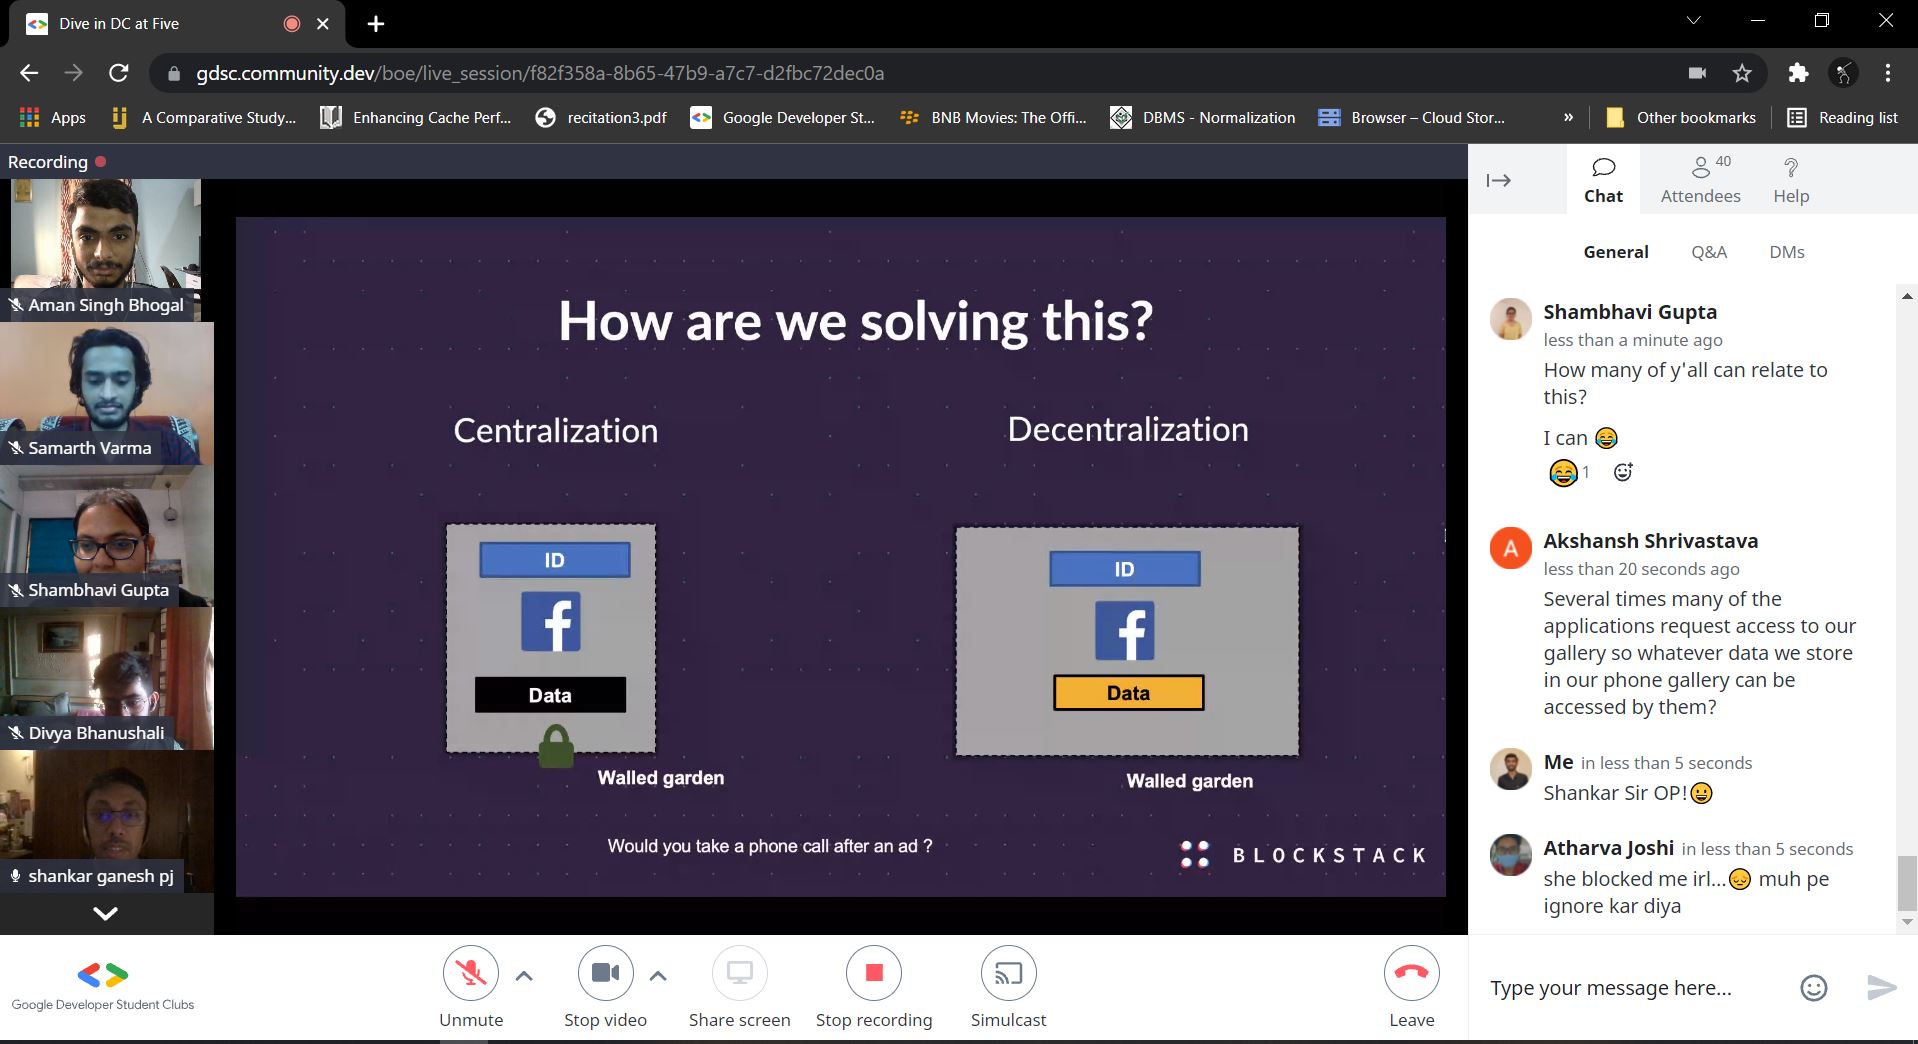 Dive in DC at Five
gdsc.community.dev/boe/live_session/f82f358a-8b65-47b9-a7c7-d2fbc72dec0a
Apps
A Comparative Study...
Enhancing Cache Perf...
recitation3.pdf
Google Developer St...
BNB Movies: The Offi...
DBMS - Normalization
Browser – Cloud Stor...
»
Other bookmarks
Reading list
Recording
Aman Singh Bhogal
Samarth Varma
Shambhavi Gupta
Divya Bhanushali
shankar ganesh pj
How are we solving this?
Centralization
Decentralization
ID
Data
Walled garden
ID
Data
Walled garden
Would you take a phone call after an ad ?
BLOCKSTACK
Chat
40
Attendees
Help
General
Q&A
DMs
Shambhavi Gupta
less than a minute ago
How many of y'all can relate to
this?
I can 😂
😂 1
A
Akshansh Shrivastava
less than 20 seconds ago
Several times many of the
applications request access to our
gallery so whatever data we store
in our phone gallery can be
accessed by them?
Me in less than 5 seconds
Shankar Sir OP!😀
Atharva Joshi in less than 5 seconds
she blocked me irl...😔 muh pe
ignore kar diya
Google Developer Student Clubs
Unmute
Stop video
Share screen
Stop recording
Simulcast
Leave
Type your message here...